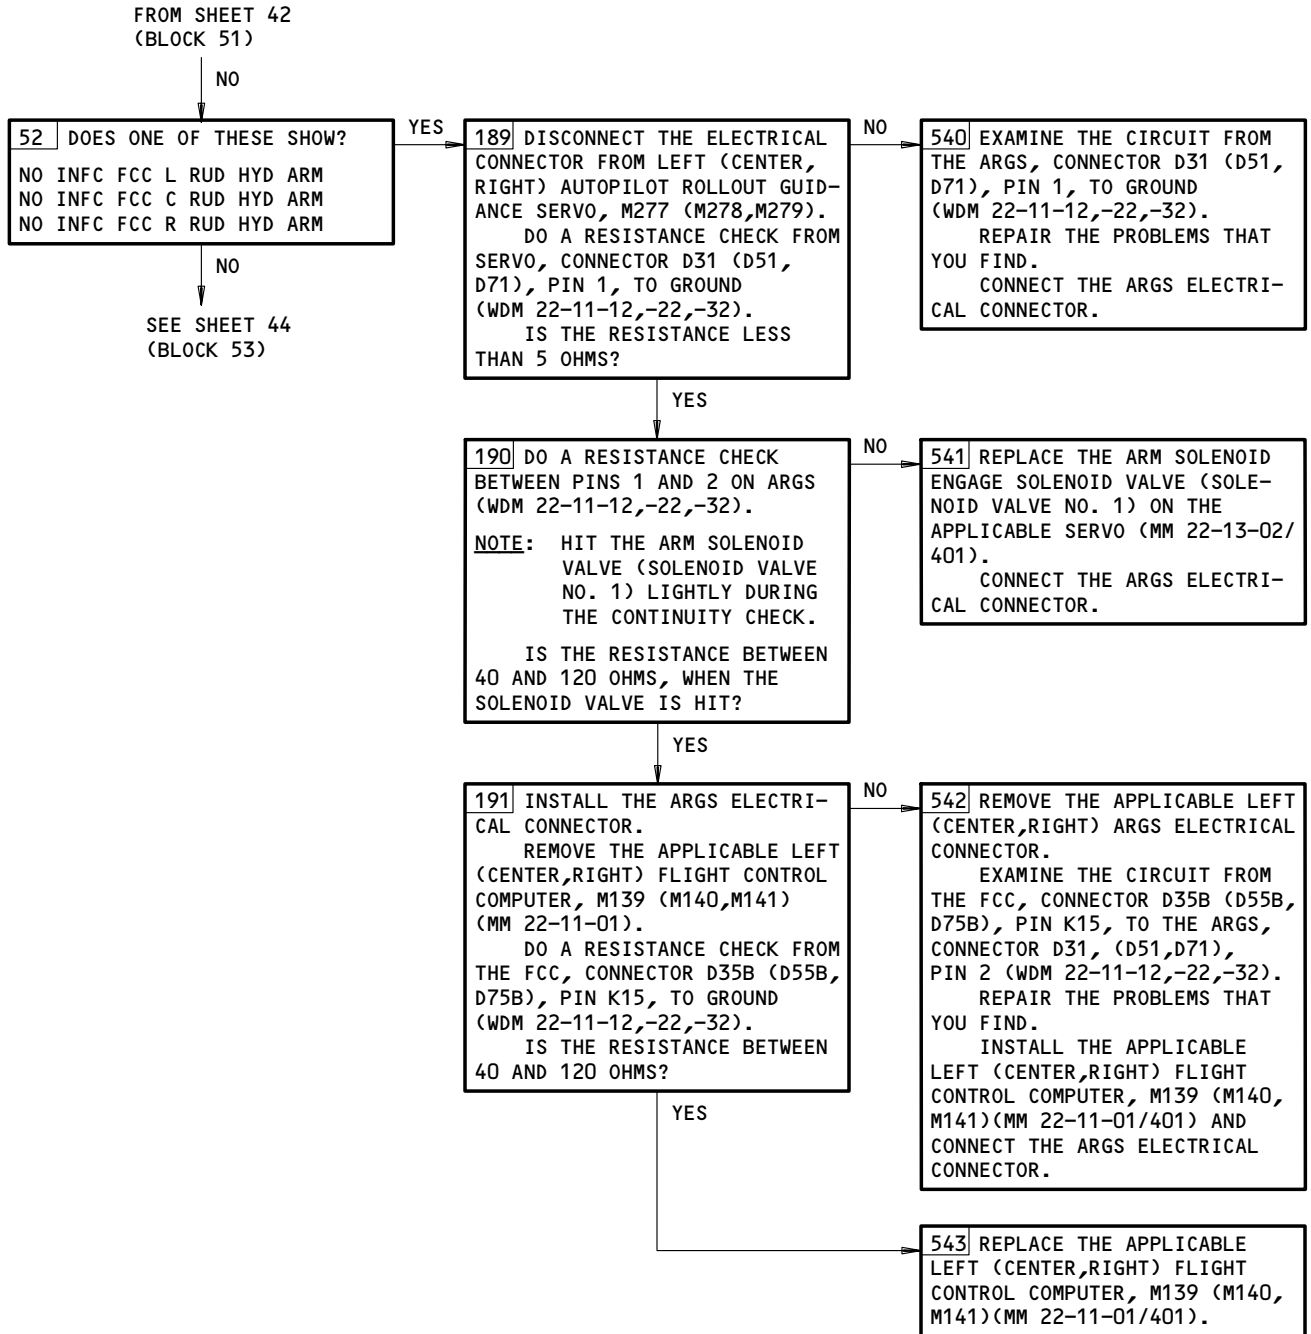 FROM SHEET 42
(BLOCK 51)
NO
52 DOES ONE OF THESE SHOW?
NO INFC FCC L RUD HYD ARM
NO INFC FCC C RUD HYD ARM
NO INFC FCC R RUD HYD ARM
NO
SEE SHEET 44
(BLOCK 53)
YES
189 DISCONNECT THE ELECTRICAL
CONNECTOR FROM LEFT (CENTER,
RIGHT) AUTOPILOT ROLLOUT GUID-
ANCE SERVO, M277 (M278,M279).
DO A RESISTANCE CHECK FROM
SERVO, CONNECTOR D31 (D51,
D71), PIN 1, TO GROUND
(WDM 22-11-12,-22,-32).
IS THE RESISTANCE LESS
THAN 5 OHMS?
NO
540 EXAMINE THE CIRCUIT FROM
THE ARGS, CONNECTOR D31 (D51,
D71), PIN 1, TO GROUND
(WDM 22-11-12,-22,-32).
REPAIR THE PROBLEMS THAT
YOU FIND.
CONNECT THE ARGS ELECTRI-
CAL CONNECTOR.
YES
190 DO A RESISTANCE CHECK
BETWEEN PINS 1 AND 2 ON ARGS
(WDM 22-11-12,-22,-32).
NOTE: HIT THE ARM SOLENOID
VALVE (SOLENOID VALVE
NO. 1) LIGHTLY DURING
THE CONTINUITY CHECK.
IS THE RESISTANCE BETWEEN
40 AND 120 OHMS, WHEN THE
SOLENOID VALVE IS HIT?
NO
541 REPLACE THE ARM SOLENOID
ENGAGE SOLENOID VALVE (SOLE-
NOID VALVE NO. 1) ON THE
APPLICABLE SERVO (MM 22-13-02/
401).
CONNECT THE ARGS ELECTRI-
CAL CONNECTOR.
YES
191 INSTALL THE ARGS ELECTRI-
CAL CONNECTOR.
REMOVE THE APPLICABLE LEFT
(CENTER,RIGHT) FLIGHT CONTROL
COMPUTER, M139 (M140,M141)
(MM 22-11-01).
DO A RESISTANCE CHECK FROM
THE FCC, CONNECTOR D35B (D55B,
D75B), PIN K15, TO GROUND
(WDM 22-11-12,-22,-32).
IS THE RESISTANCE BETWEEN
40 AND 120 OHMS?
NO
542 REMOVE THE APPLICABLE LEFT
(CENTER,RIGHT) ARGS ELECTRICAL
CONNECTOR.
EXAMINE THE CIRCUIT FROM
THE FCC, CONNECTOR D35B (D55B,
D75B), PIN K15, TO THE ARGS,
CONNECTOR D31, (D51,D71),
PIN 2 (WDM 22-11-12,-22,-32).
REPAIR THE PROBLEMS THAT
YOU FIND.
INSTALL THE APPLICABLE
LEFT (CENTER,RIGHT) FLIGHT
CONTROL COMPUTER, M139 (M140,
M141)(MM 22-11-01/401) AND
CONNECT THE ARGS ELECTRICAL
CONNECTOR.
YES
543 REPLACE THE APPLICABLE
LEFT (CENTER,RIGHT) FLIGHT
CONTROL COMPUTER, M139 (M140,
M141)(MM 22-11-01/401).